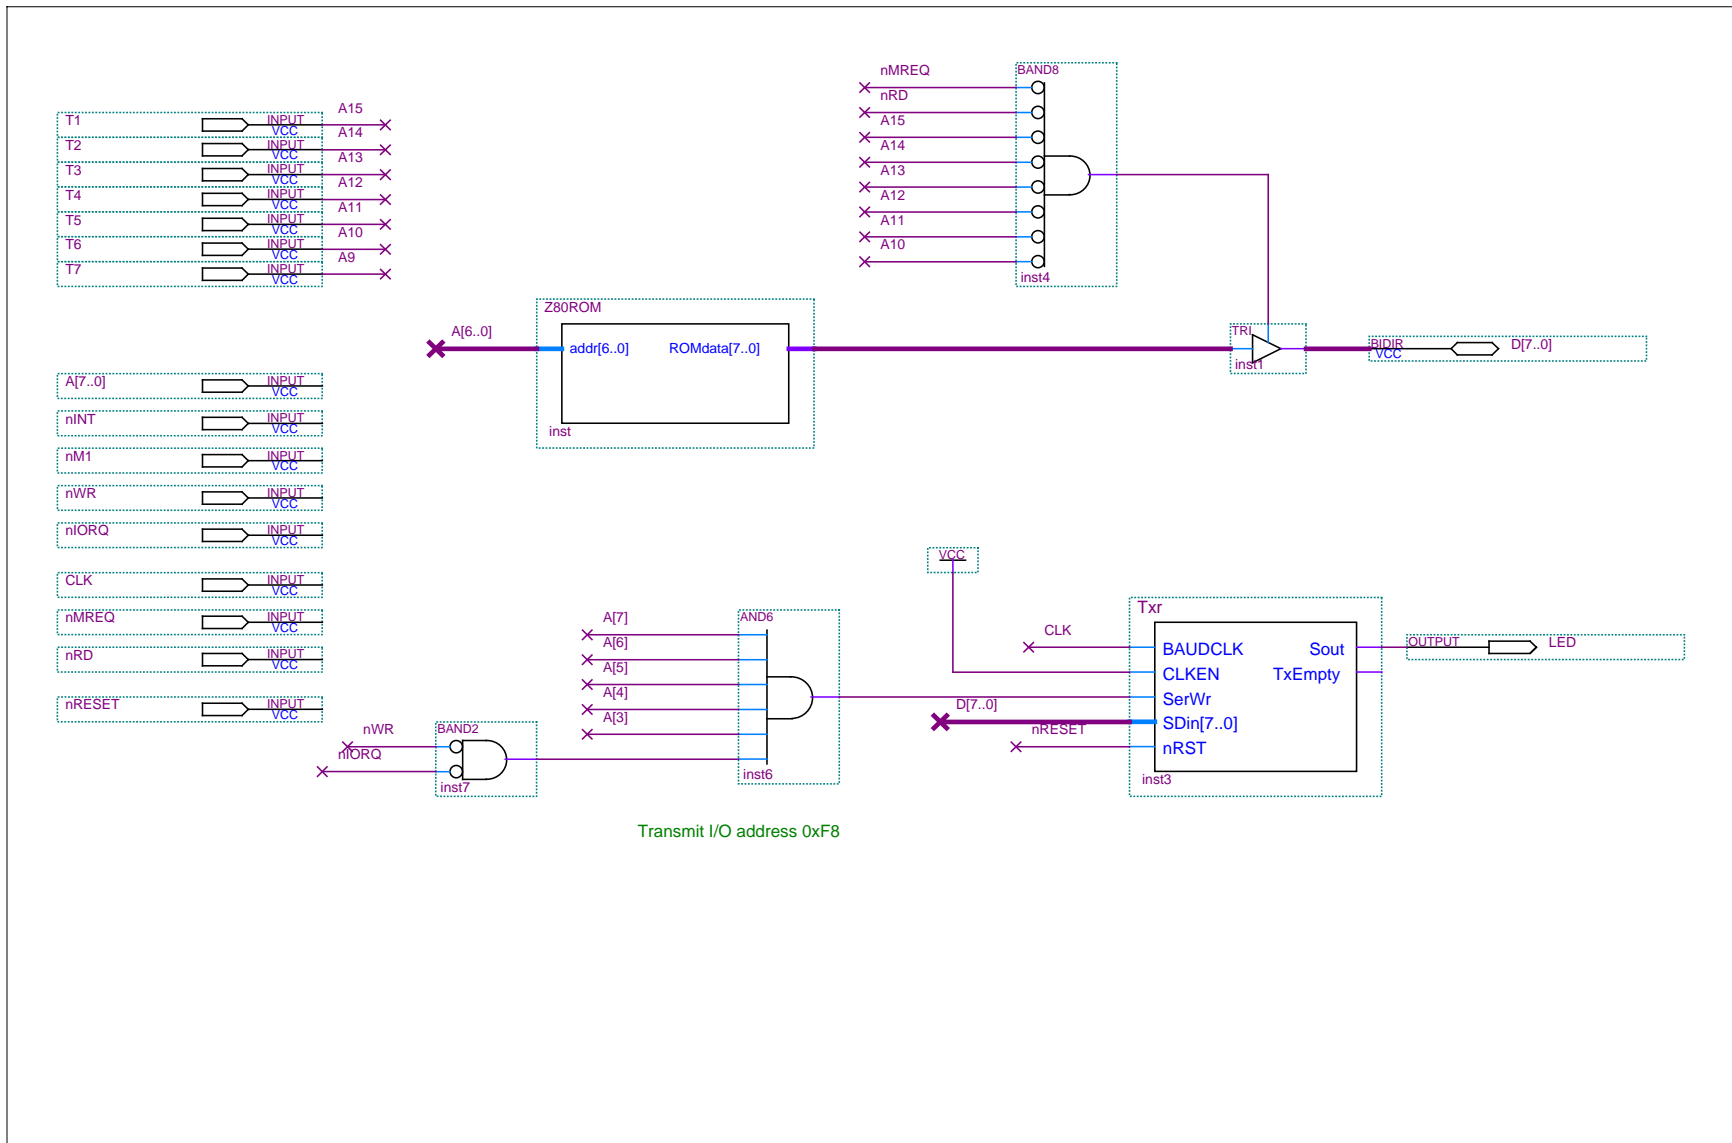 T1
INPUT
VCC
A15
T2
INPUT
VCC
A14
T3
INPUT
VCC
A13
T4
INPUT
VCC
A12
T5
INPUT
VCC
A11
T6
INPUT
VCC
A10
T7
INPUT
VCC
A9
nMREQ
nRD
A15
A14
A13
A12
A11
A10
BAND8
inst4
A[6..0]
Z80ROM
addr[6..0]
ROMdata[7..0]
inst
TRI
inst1
BIDIR
VCC
D[7..0]
A[7..0]
INPUT
VCC
nINT
INPUT
VCC
nM1
INPUT
VCC
nWR
INPUT
VCC
nIORQ
INPUT
VCC
CLK
INPUT
VCC
nMREQ
INPUT
VCC
nRD
INPUT
VCC
nRESET
INPUT
VCC
nWR
nIORQ
BAND2
inst7
A[7]
A[6]
A[5]
A[4]
A[3]
AND6
inst6
VCC
CLK
D[7..0]
nRESET
Txr
BAUDCLK
CLKEN
SerWr
SDin[7..0]
nRST
Sout
TxEmpty
inst3
OUTPUT
LED
Transmit I/O address 0xF8